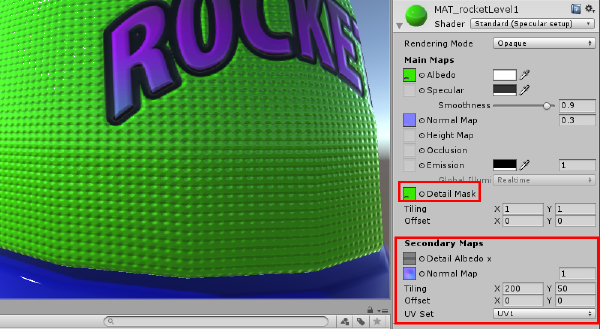 ROCKE
MAT_rocketLevel1
Shader Standard (Specular setup)
Rendering Mode Opaque
Main Maps
Albedo
Specular
Smoothness 0.9
Normal Map 0.3
Height Map
Occlusion
Emission 1
Global Illumi Realtime
Detail Mask
Tiling X 1 Y 1
Offset X 0 Y 0
Secondary Maps
Detail Albedo x
Normal Map 1
Tiling X 200 Y 50
Offset X 0 Y 0
UV Set UV1